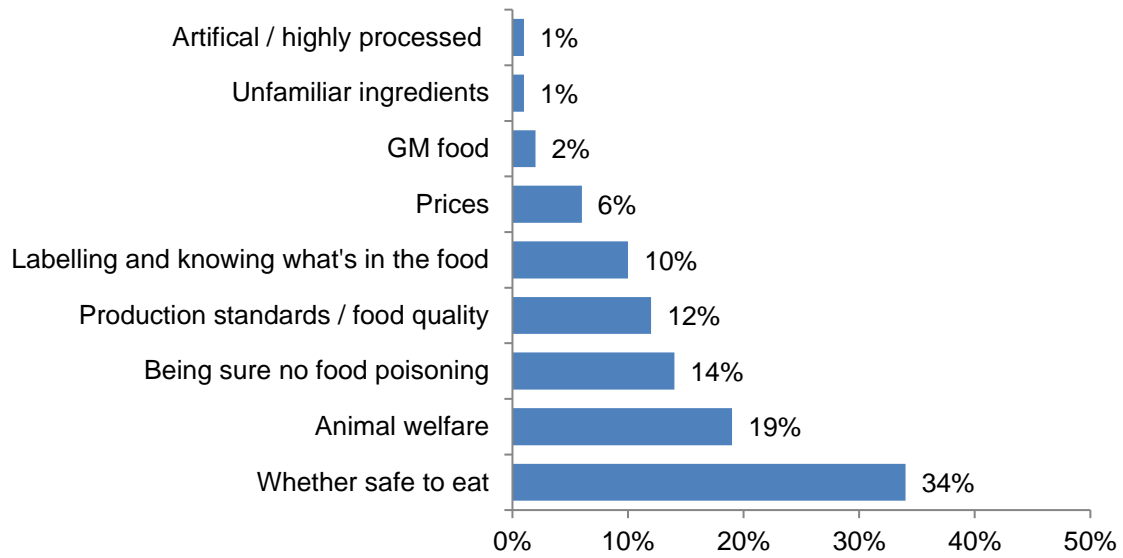 Artifical / highly processed 1%
Unfamiliar ingredients 1%
GM food 2%
Prices 6%
Labelling and knowing what's in the food 10%
Production standards / food quality 12%
Being sure no food poisoning 14%
Animal welfare 19%
Whether safe to eat 34%
0% 10% 20% 30% 40% 50%